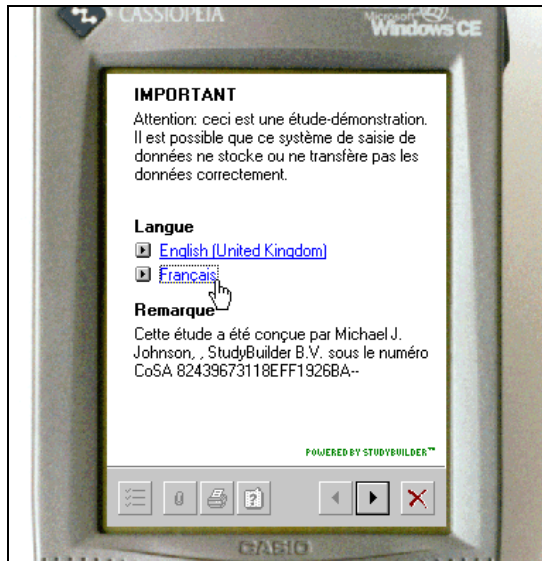 CASSIOPEIA
Microsoft
Windows CE
IMPORTANT
Attention: ceci est une étude-démonstration.
Il est possible que ce système de saisie de
données ne stocke ou ne transfère pas les
données correctement.
Langue
English (United Kingdom)
Français
Remarque
Cette étude a été conçue par Michael J.
Johnson, , StudyBuilder B.V. sous le numéro
CoSA 82439673118EFF1926BA--
POWERED BY STUDYBUILDER™
CASIO